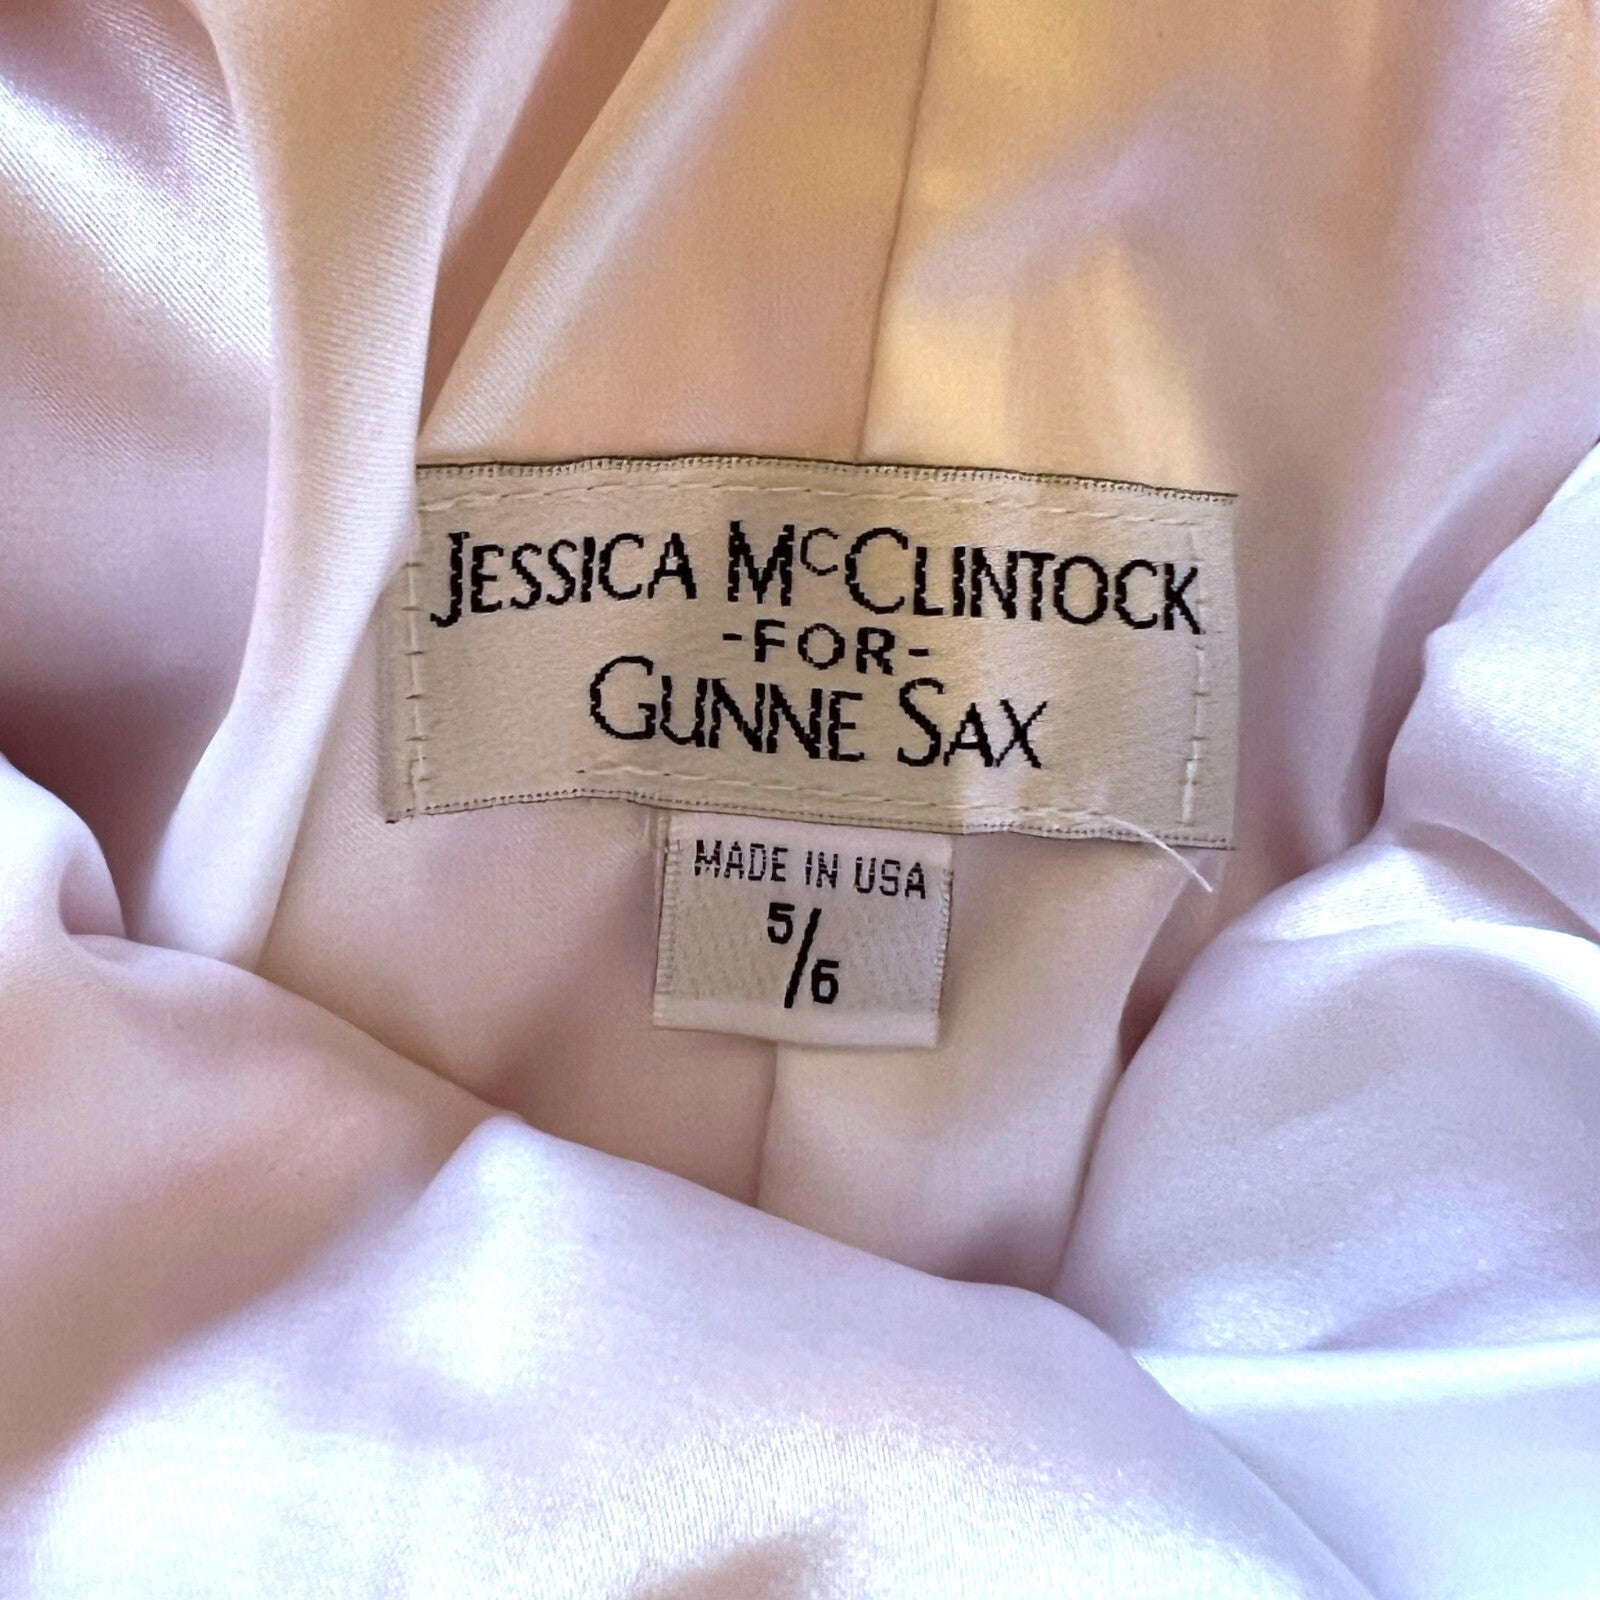 JESSICA McCLINTOCK
-FOR-
GUNNE SAX
MADE IN USA
5/6